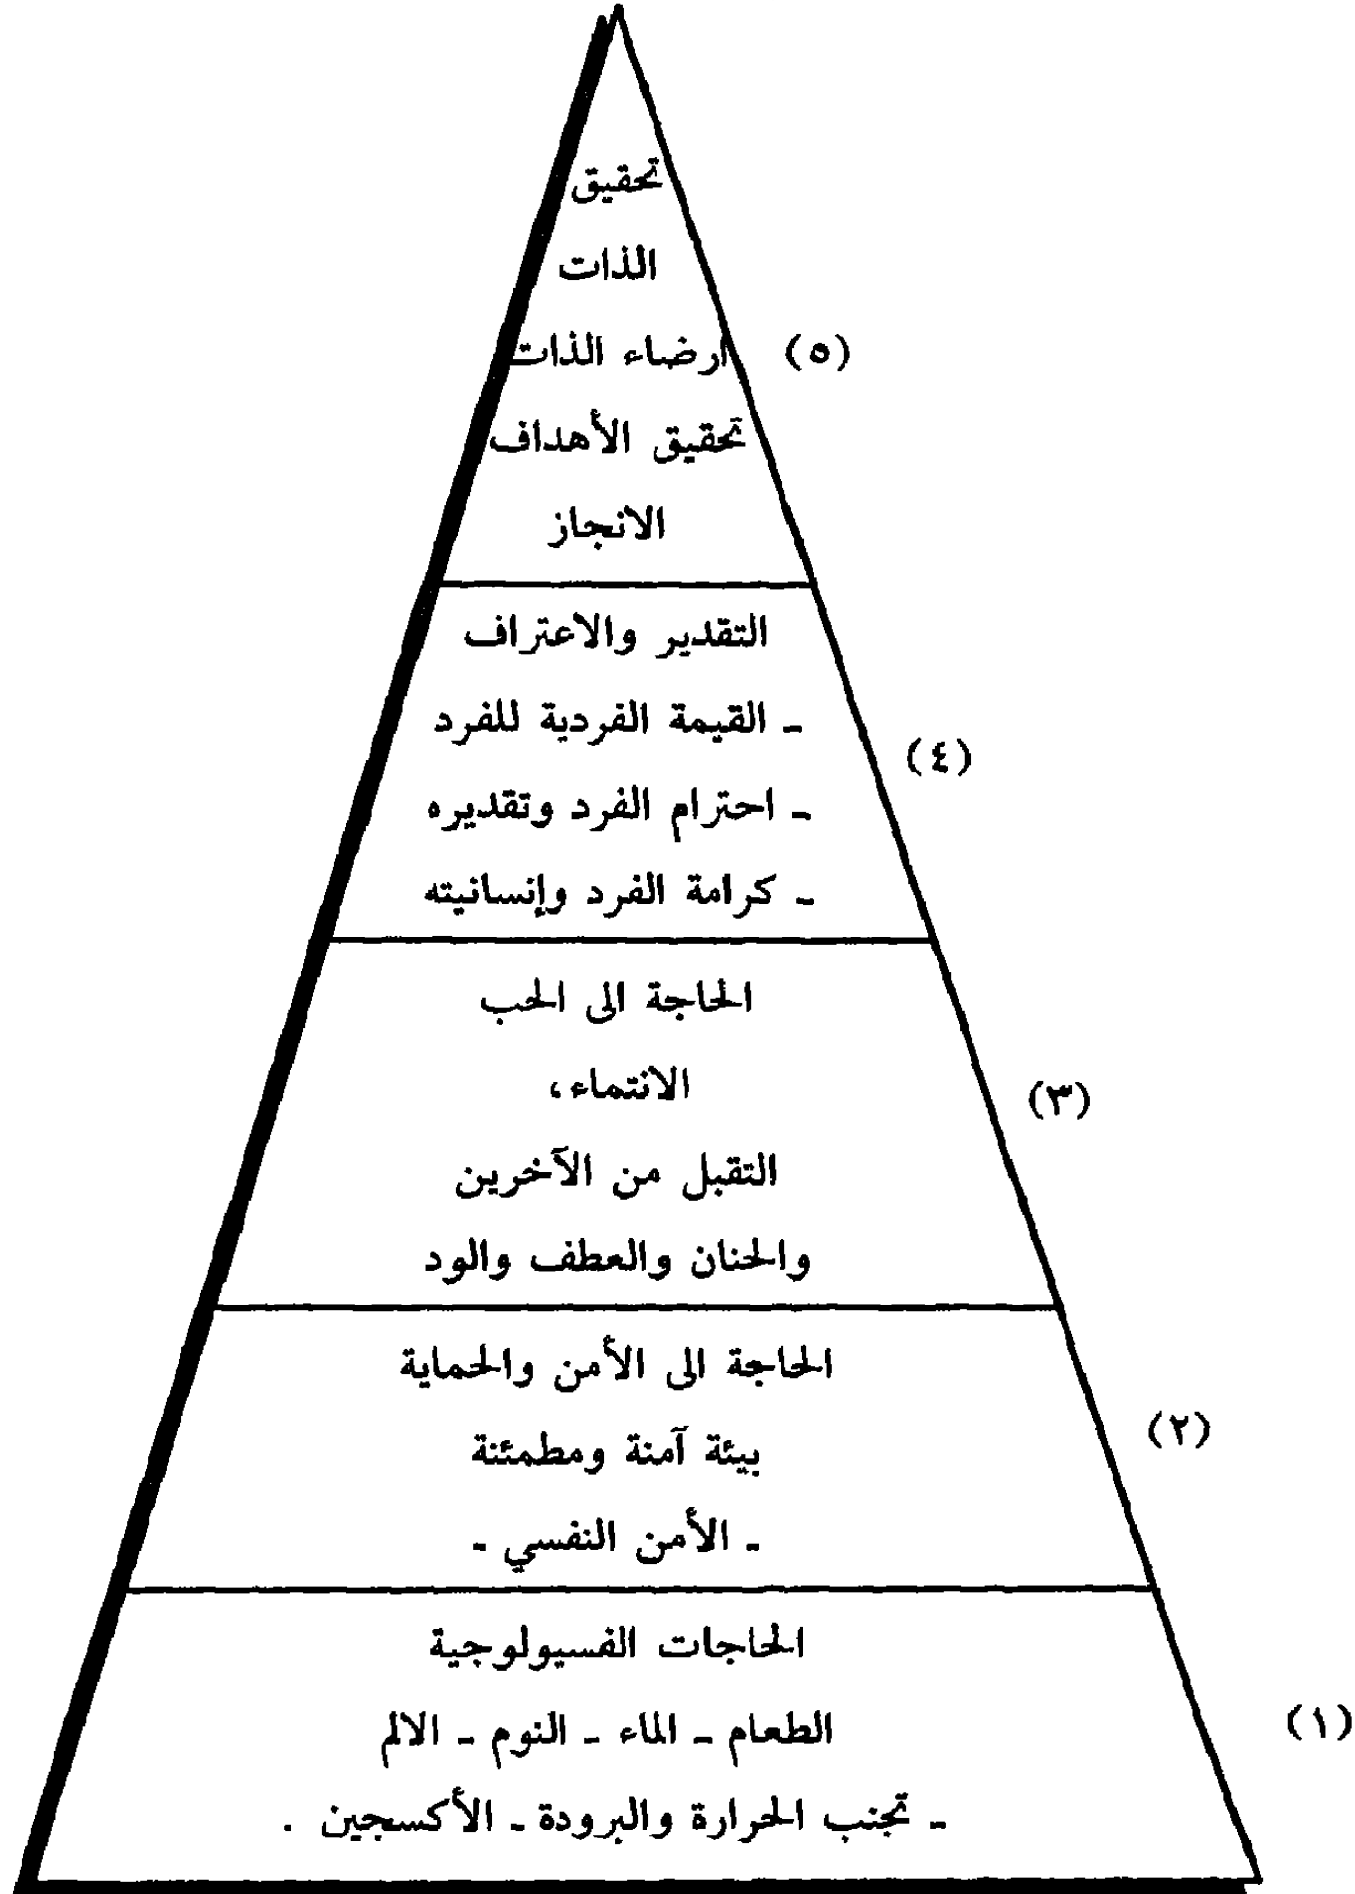 تحقيق
الذات
ارضاء الذات
(٥)
تحقيق الأهداف
الانجاز
التقدير والاعتراف
ـ القيمة الفردية للفرد
(٤)
ـ احترام الفرد وتقديره
ـ كرامة الفرد وإنسانيته
الحاجة الى الحب
الانتماء،
(٣)
التقبل من الآخرين
والحنان والعطف والود
الحاجة الى الأمن والحماية
(٢)
بيئة آمنة ومطمئنة
ـ الأمن النفسي ـ
الحاجات الفسيولوجية
(١)
الطعام ـ الماء ـ النوم ـ الالم
ـ تجنب الحرارة والبرودة ـ الأكسجين .